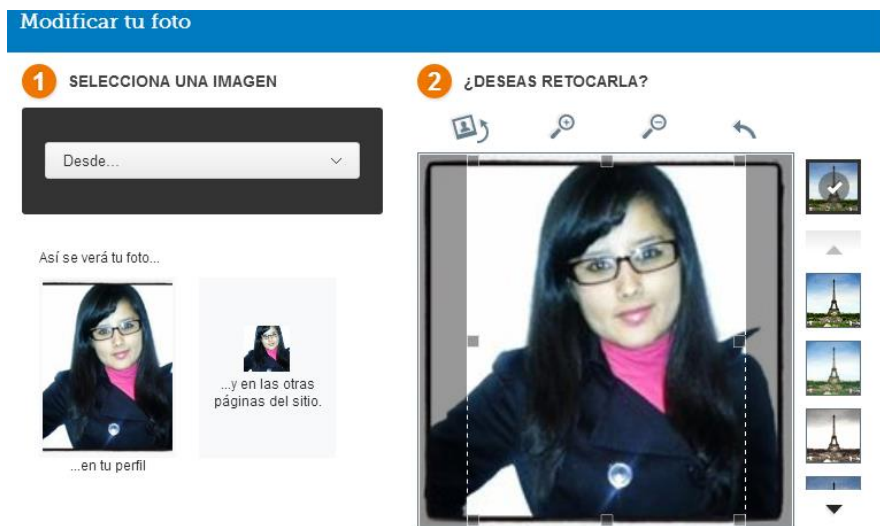 Modificar tu foto
1 SELECCIONA UNA IMAGEN
Desde...
Así se verá tu foto...
...en tu perfil
...y en las otras
páginas del sitio.
2 ¿DESEAS RETOCARLA?